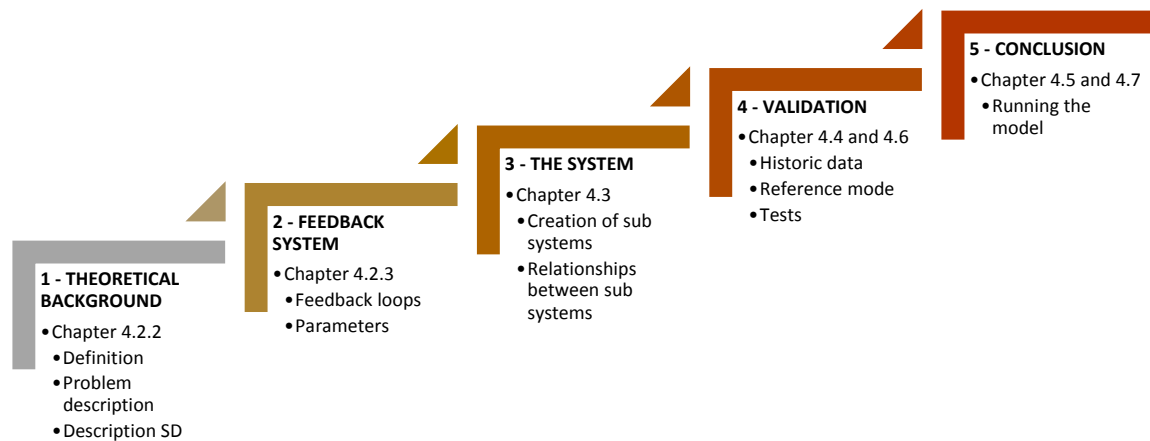 1 - THEORETICAL
BACKGROUND
•Chapter 4.2.2
•Definition
•Problem
description
•Description SD
2 - FEEDBACK
SYSTEM
•Chapter 4.2.3
•Feedback loops
•Parameters
3 - THE SYSTEM
•Chapter 4.3
•Creation of sub
systems
•Relationships
between sub
systems
4 - VALIDATION
•Chapter 4.4 and 4.6
•Historic data
•Reference mode
•Tests
5 - CONCLUSION
•Chapter 4.5 and 4.7
•Running the
model